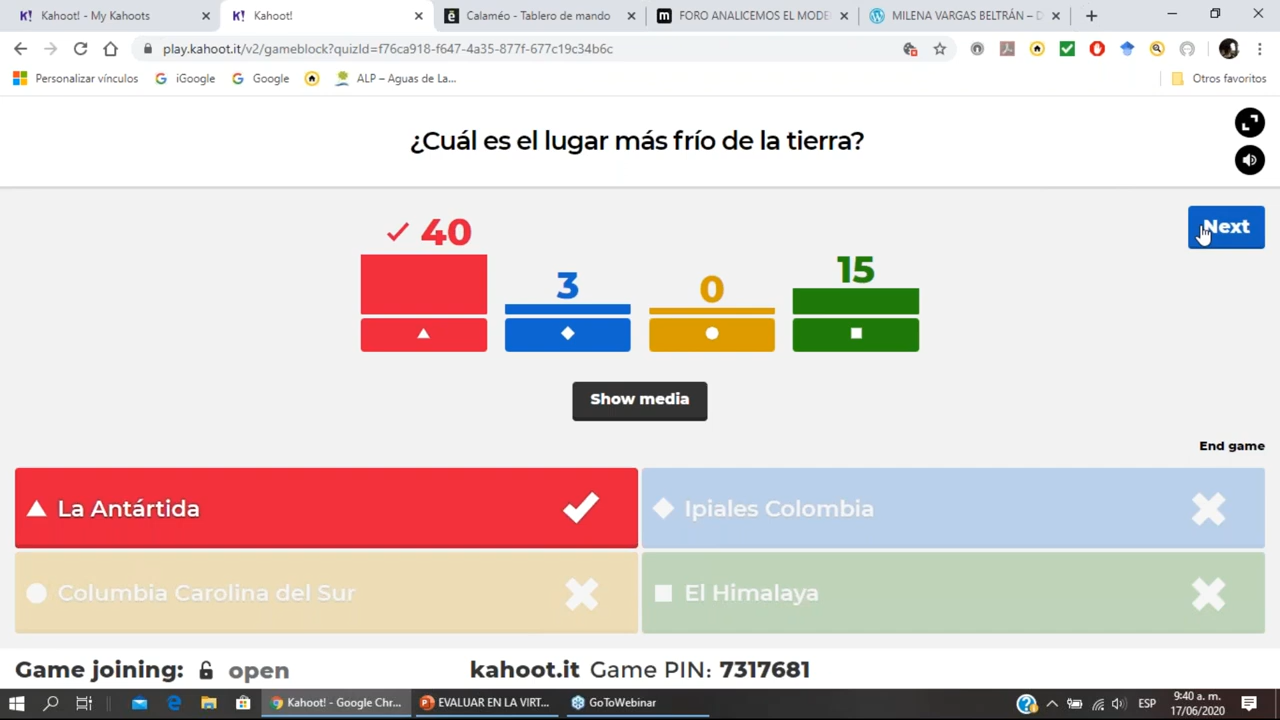 K! Kahoot! - My Kahoots
K! Kahoot!
ē Calaméo - Tablero de mando
m FORO ANALICEMOS EL MODE
MILENA VARGAS BELTRÁN – D
play.kahoot.it/v2/gameblock?quizId=f76ca918-f647-4a35-877f-677c19c34b6c
Personalizar vínculos
G iGoogle
G Google
ALP – Aguas de La...
Otros favoritos
¿Cuál es el lugar más frío de la tierra?
40
3
0
15
Next
Show media
End game
La Antártida
Ipiales Colombia
Columbia Carolina del Sur
El Himalaya
Game joining: open
kahoot.it Game PIN: 7317681
Kahoot! - Google Chr...
EVALUAR EN LA VIRT...
GoToWebinar
ESP
9:40 a. m.
17/06/2020